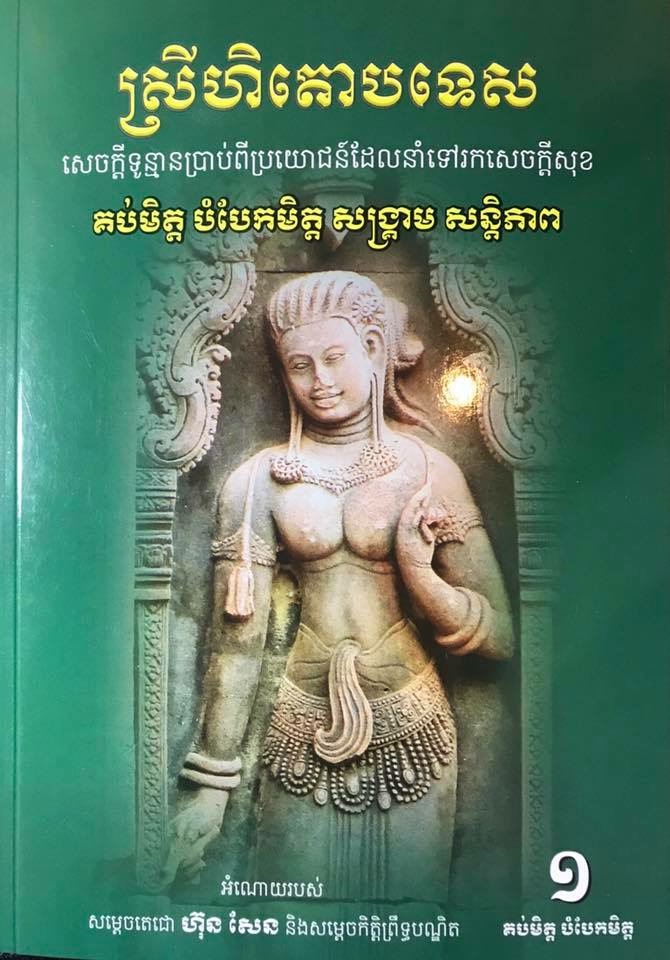 ស្រីហិតោបទេស
សេចក្ដីទូន្មានប្រាប់ពីប្រយោជន៍ដែលនាំទៅរកសេចក្ដីសុខ
គប់មិត្ត បំបែកមិត្ត សង្គ្រាម សន្តិភាព
អំណោយរបស់
សម្ដេចតេជោ ហ៊ុន សែន និងសម្ដេចកិត្តិព្រឹទ្ធបណ្ឌិត
១
គប់មិត្ត បំបែកមិត្ត